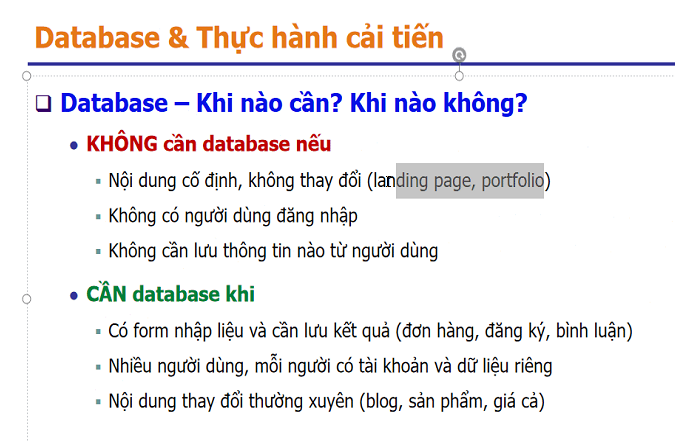 Database & Thực hành cải tiến
Database – Khi nào cần? Khi nào không?
KHÔNG cần database nếu
Nội dung cố định, không thay đổi (landing page, portfolio)
Không có người dùng đăng nhập
Không cần lưu thông tin nào từ người dùng
CẦN database khi
Có form nhập liệu và cần lưu kết quả (đơn hàng, đăng ký, bình luận)
Nhiều người dùng, mỗi người có tài khoản và dữ liệu riêng
Nội dung thay đổi thường xuyên (blog, sản phẩm, giá cả)